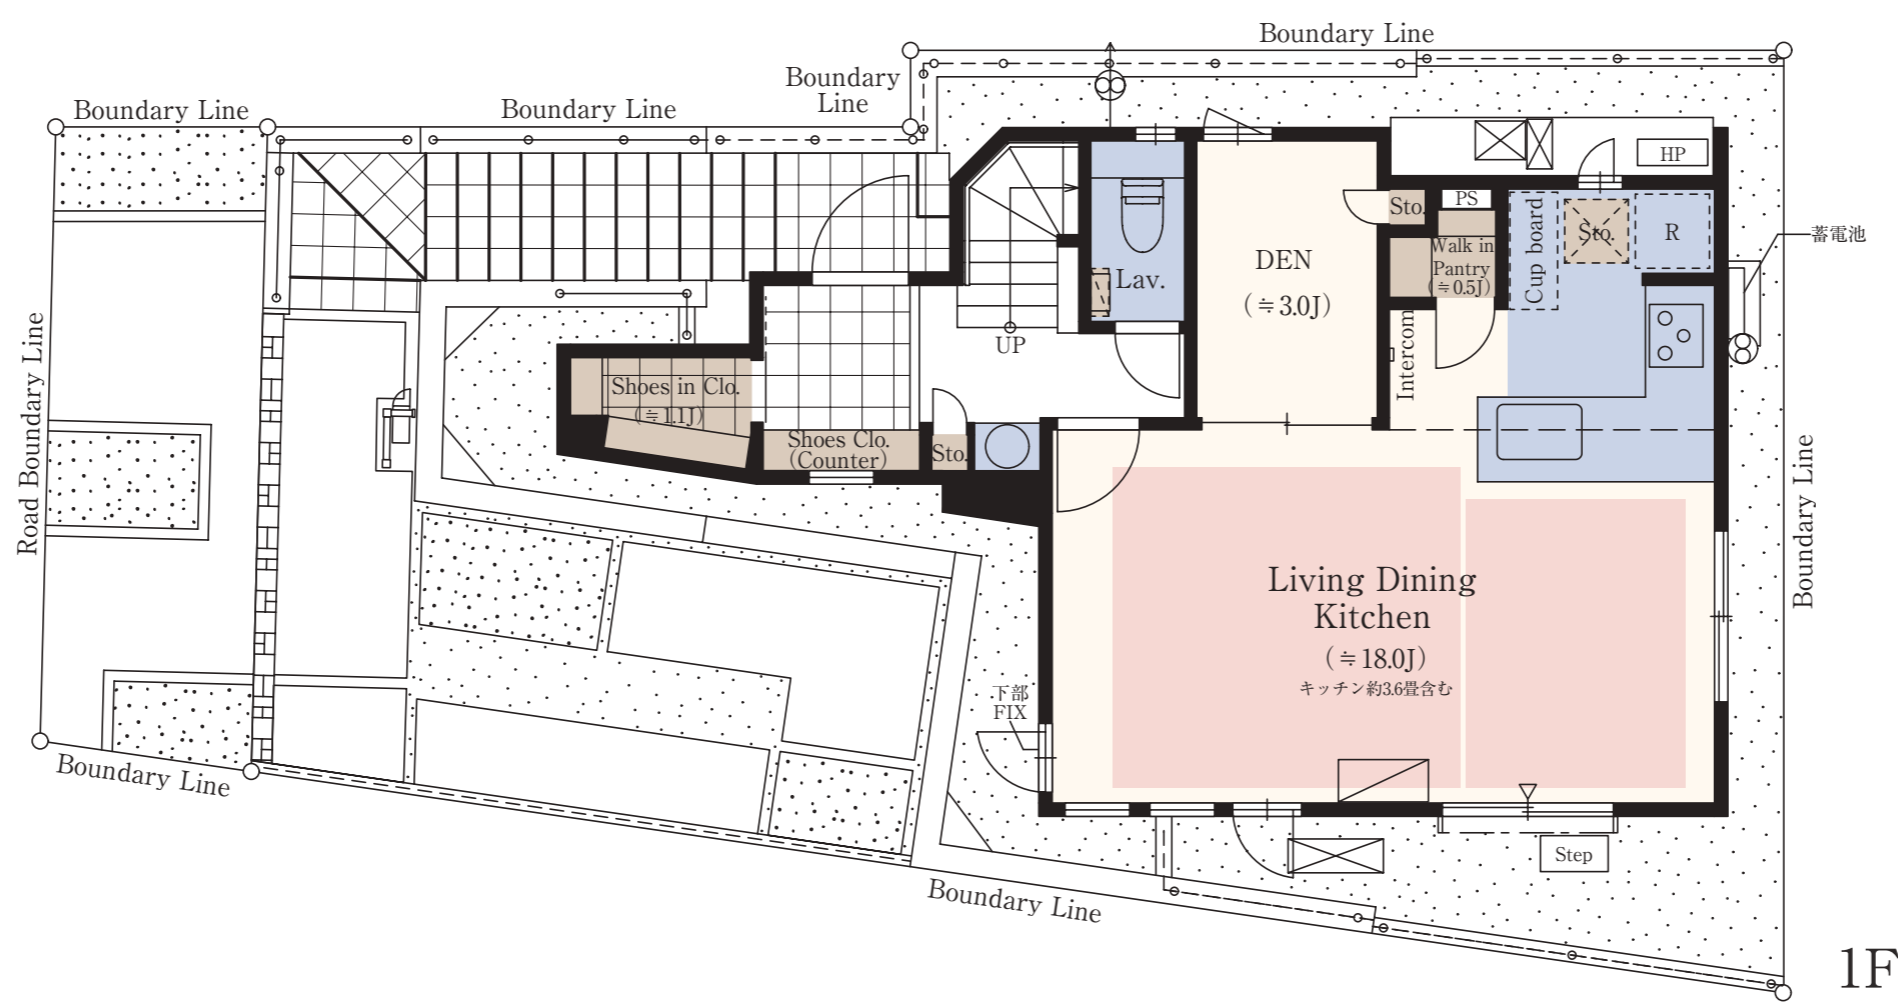 Boundary Line
Boundary
Line
Boundary Line
Boundary Line
HP
Sto.
PS
Cup board
Sto.
R
蓄電池
Walk in
Pantry
(≒0.5J)
DEN
(≒3.0J)
Lav.
UP
Intercom
Road Boundary Line
Shoes in Clo.
(≒1.1J)
Shoes Clo.
(Counter)
Sto.
Boundary Line
Living Dining
Kitchen
(≒18.0J)
キッチン約3.6畳含む
下部
FIX
Boundary Line
Step
Boundary Line
1F